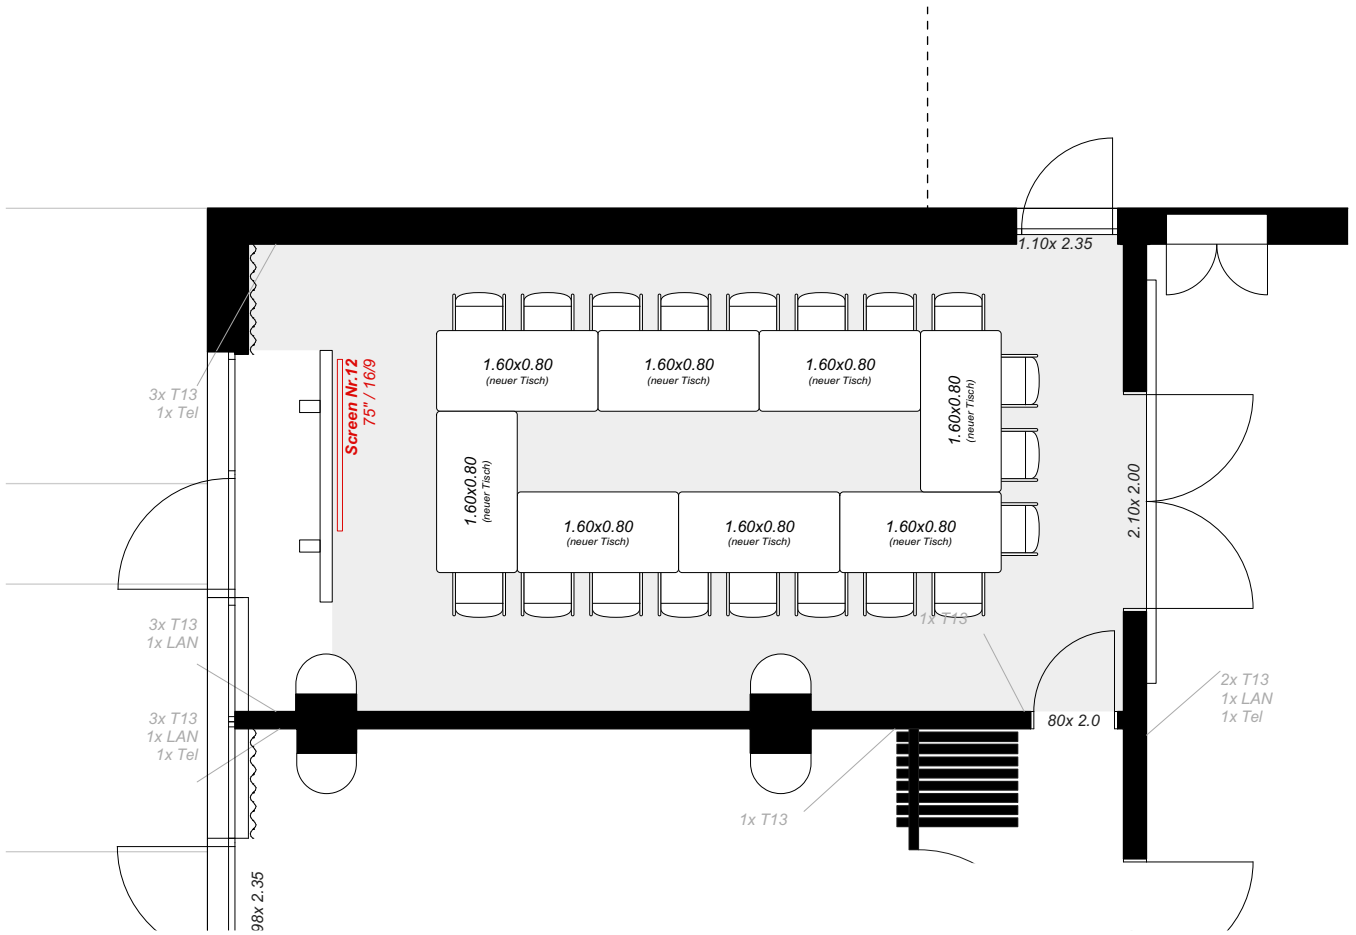 1.10x 2.35
1.60x0.80
(neuer Tisch)
1.60x0.80
(neuer Tisch)
1.60x0.80
(neuer Tisch)
1.60x0.80
(neuer Tisch)
Screen Nr.12
75" / 16/9
3x T13
1x Tel
1.60x0.80
(neuer Tisch)
1.60x0.80
(neuer Tisch)
1.60x0.80
(neuer Tisch)
1.60x0.80
(neuer Tisch)
2.10x 2.00
1x T13
3x T13
1x LAN
2x T13
1x LAN
1x Tel
3x T13
1x LAN
1x Tel
80x 2.0
1x T13
98x 2.35